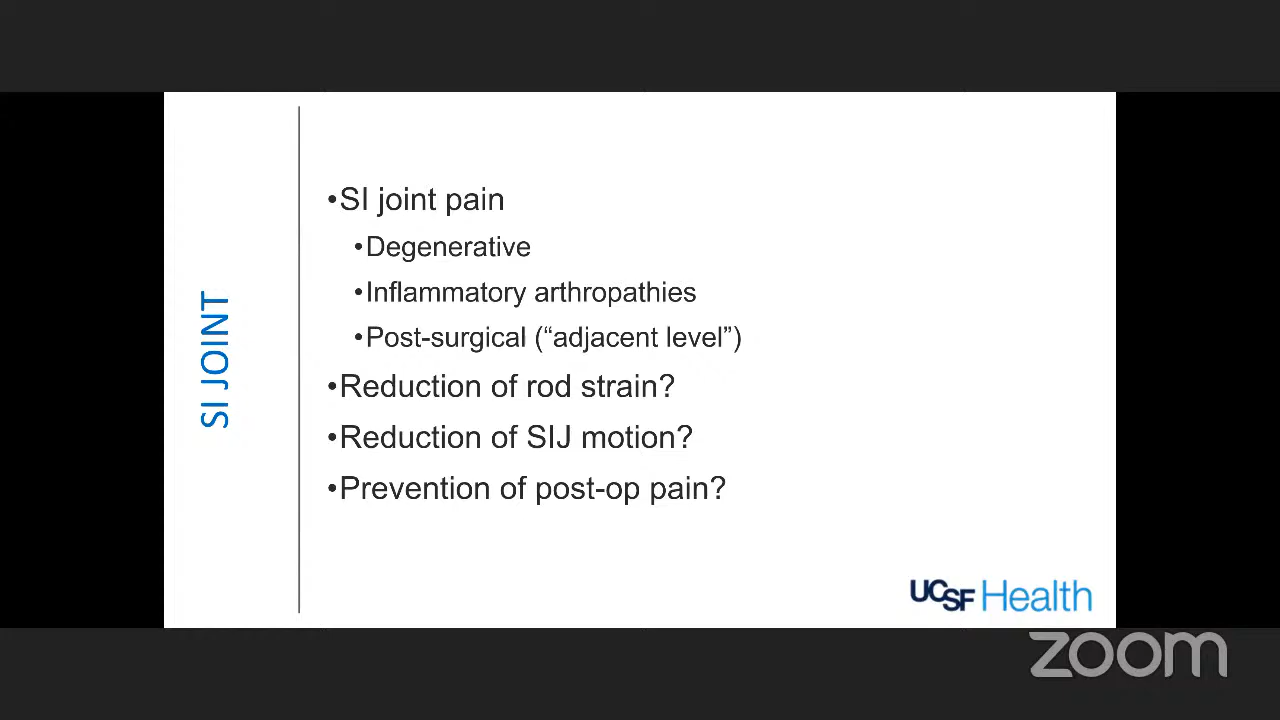 SI JOINT
•SI joint pain
•Degenerative
•Inflammatory arthropathies
•Post-surgical (“adjacent level”)
•Reduction of rod strain?
•Reduction of SIJ motion?
•Prevention of post-op pain?
UCSF Health
zoom